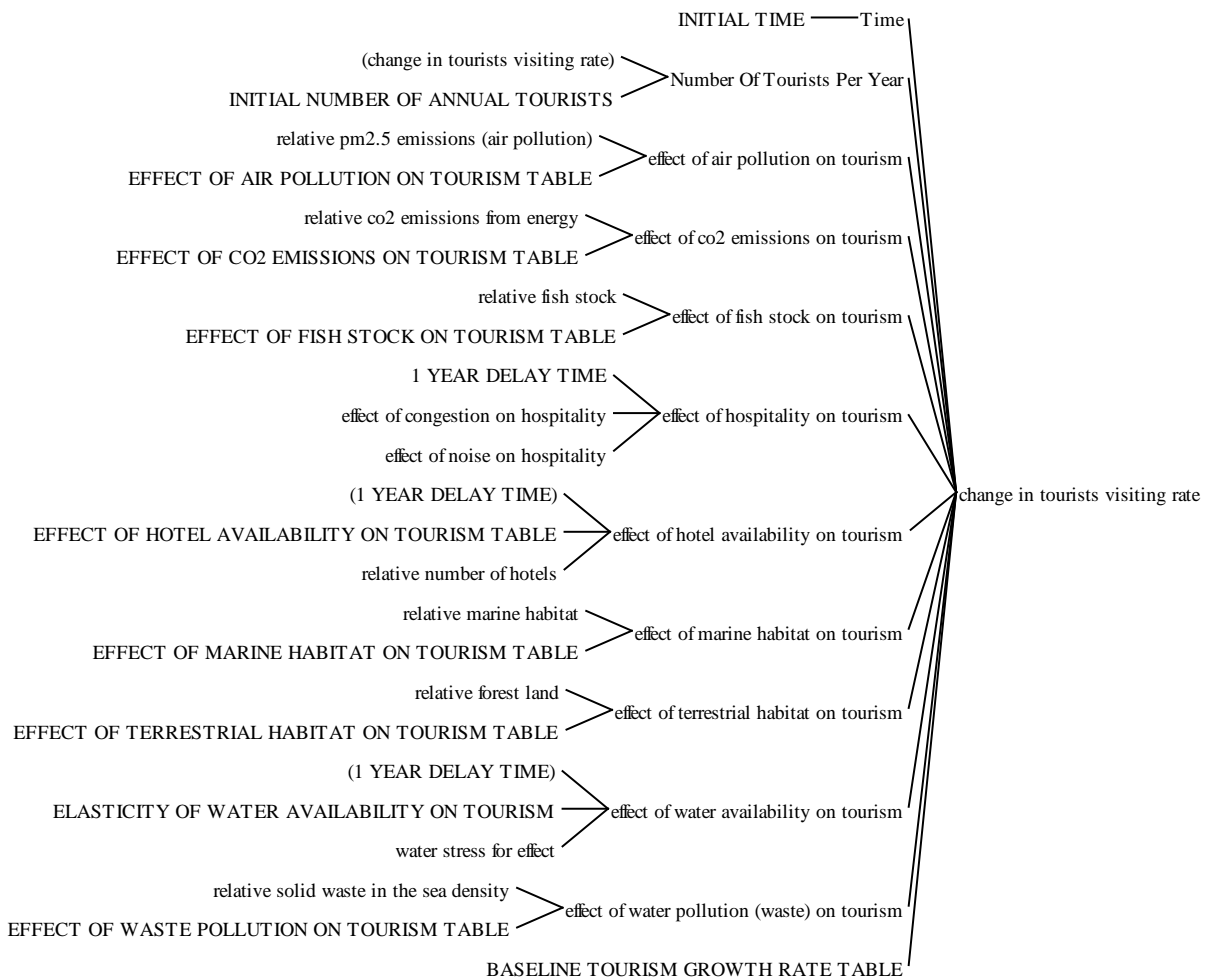 INITIAL TIME
Time
(change in tourists visiting rate)
INITIAL NUMBER OF ANNUAL TOURISTS
Number Of Tourists Per Year
relative pm2.5 emissions (air pollution)
EFFECT OF AIR POLLUTION ON TOURISM TABLE
effect of air pollution on tourism
relative co2 emissions from energy
EFFECT OF CO2 EMISSIONS ON TOURISM TABLE
effect of co2 emissions on tourism
relative fish stock
EFFECT OF FISH STOCK ON TOURISM TABLE
effect of fish stock on tourism
1 YEAR DELAY TIME
effect of congestion on hospitality
effect of noise on hospitality
effect of hospitality on tourism
(1 YEAR DELAY TIME)
EFFECT OF HOTEL AVAILABILITY ON TOURISM TABLE
relative number of hotels
effect of hotel availability on tourism
relative marine habitat
EFFECT OF MARINE HABITAT ON TOURISM TABLE
effect of marine habitat on tourism
relative forest land
EFFECT OF TERRESTRIAL HABITAT ON TOURISM TABLE
effect of terrestrial habitat on tourism
(1 YEAR DELAY TIME)
ELASTICITY OF WATER AVAILABILITY ON TOURISM
water stress for effect
effect of water availability on tourism
relative solid waste in the sea density
EFFECT OF WASTE POLLUTION ON TOURISM TABLE
effect of water pollution (waste) on tourism
BASELINE TOURISM GROWTH RATE TABLE
change in tourists visiting rate